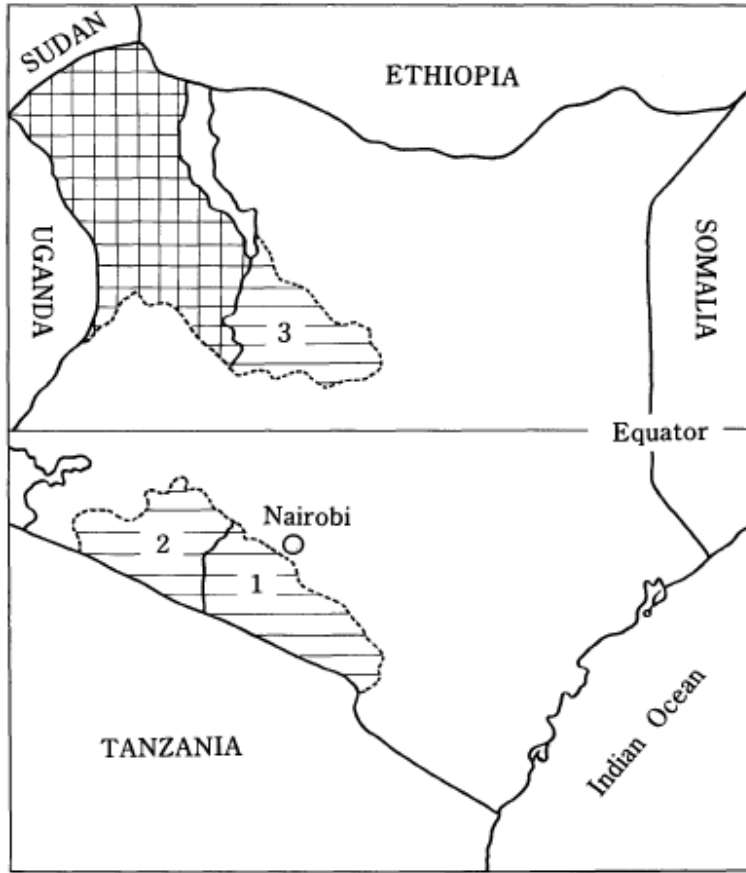 SUDAN
ETHIOPIA
UGANDA
SOMALIA
3
Equator
Nairobi
2
1
TANZANIA
Indian Ocean